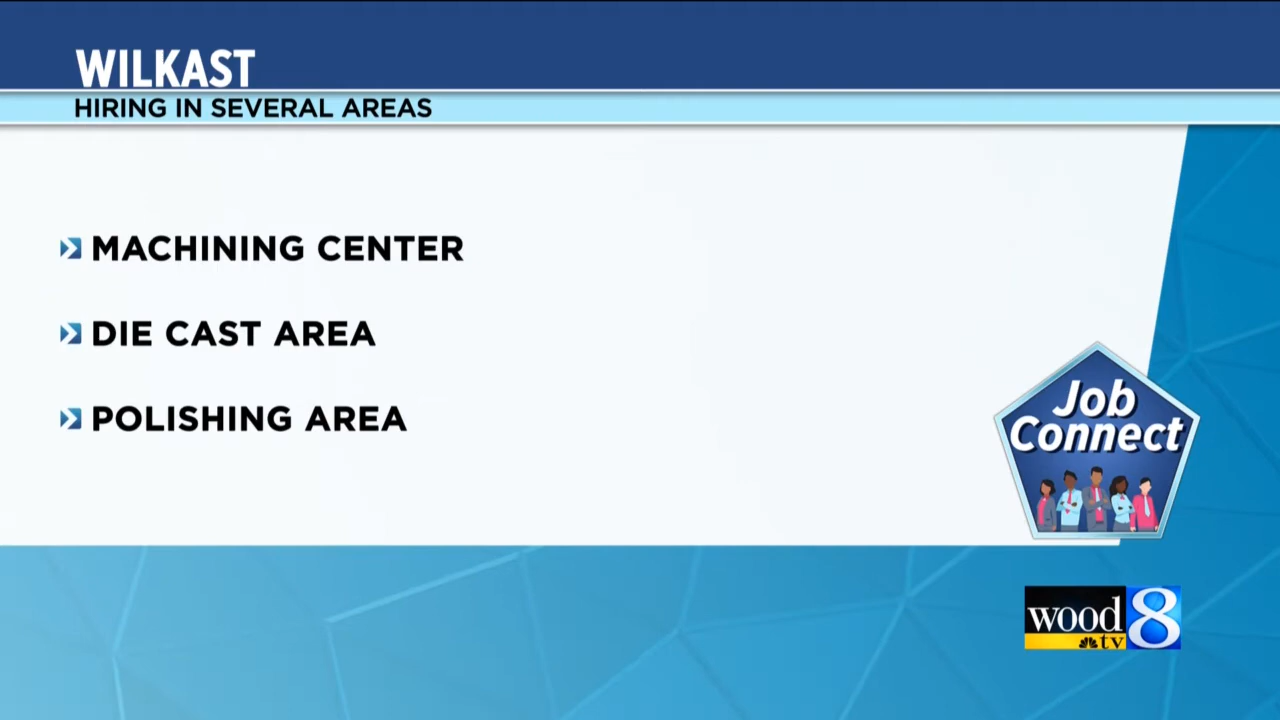 WILKAST
HIRING IN SEVERAL AREAS
MACHINING CENTER
DIE CAST AREA
POLISHING AREA
Job
Connect
wood
tv
8